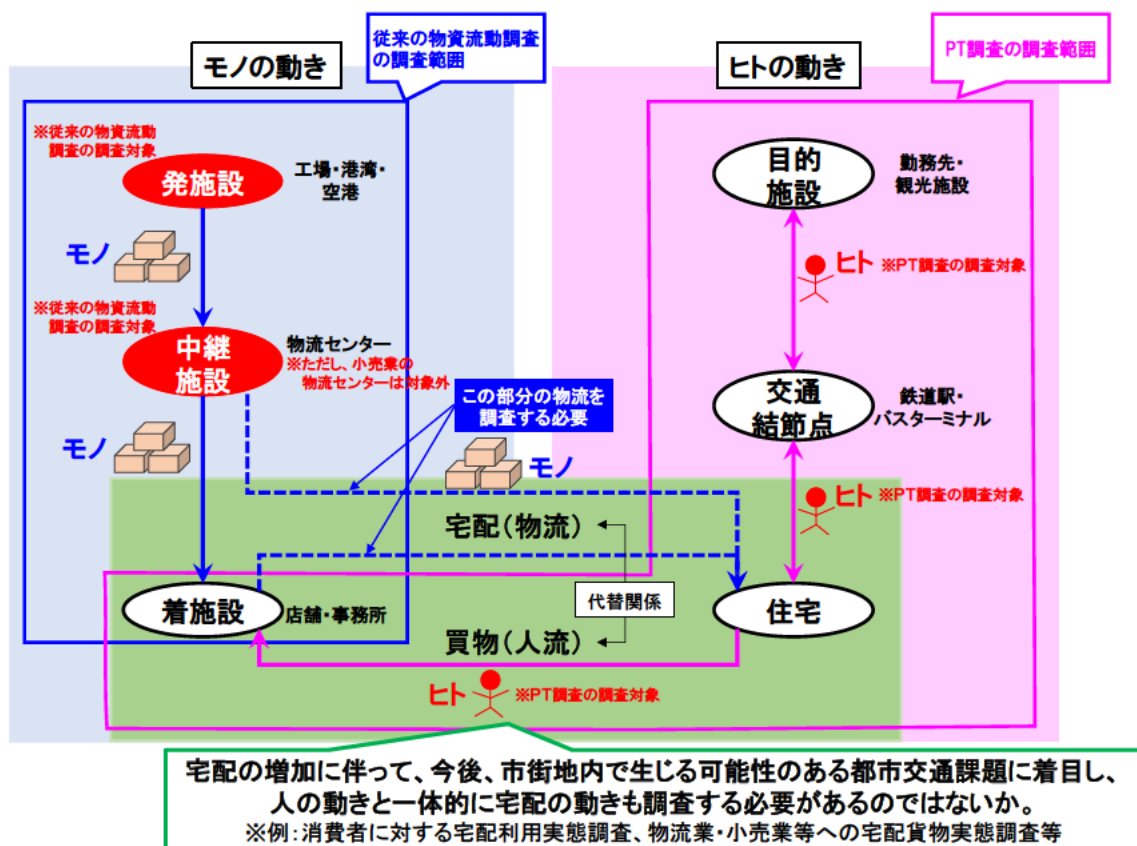 モノの動き
従来の物資流動調査
の調査範囲
ヒトの動き
PT調査の調査範囲
※従来の物資流動
調査の調査対象
発施設
工場・港湾・
空港
モノ
※従来の物資流動
調査の調査対象
中継
施設
物流センター
※ただし、小売業の
物流センターは対象外
モノ
この部分の物流を
調査する必要
モノ
目的
施設
勤務先・
観光施設
ヒト ※PT調査の調査対象
交通
結節点
鉄道駅・
バスターミナル
ヒト ※PT調査の調査対象
宅配(物流)
代替関係
着施設
店舗・事務所
住宅
買物(人流)
ヒト ※PT調査の調査対象
宅配の増加に伴って、今後、市街地内で生じる可能性のある都市交通課題に着目し、
人の動きと一体的に宅配の動きも調査する必要があるのではないか。
※例:消費者に対する宅配利用実態調査、物流業・小売業等への宅配貨物実態調査等